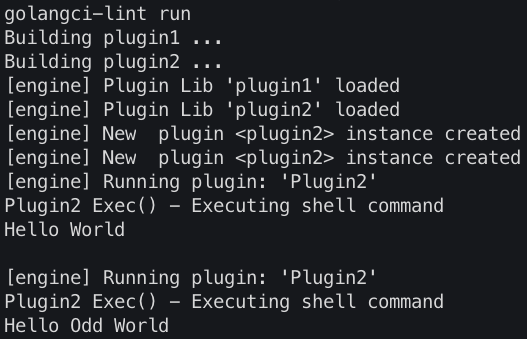 golangci-lint run
Building plugin1 ...
Building plugin2 ...
[engine] Plugin Lib 'plugin1' loaded
[engine] Plugin Lib 'plugin2' loaded
[engine] New  plugin <plugin2> instance created
[engine] New  plugin <plugin2> instance created
[engine] Running plugin: 'Plugin2'
Plugin2 Exec() – Executing shell command
Hello World

[engine] Running plugin: 'Plugin2'
Plugin2 Exec() – Executing shell command
Hello Odd World